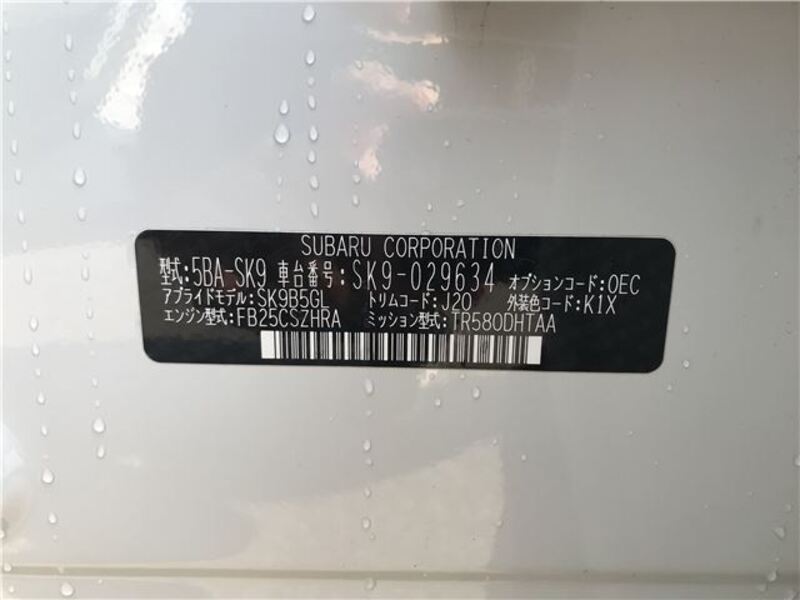 SUBARU CORPORATION
型式:5BA-SK9 車台番号:SK9-029634 オプションコード:OEC
アプライドモデル:SK9B5GL トリムコード:J20 外装色コード:K1X
エンジン型式:FB25CSZHRA ミッション型式:TR580DHTAA